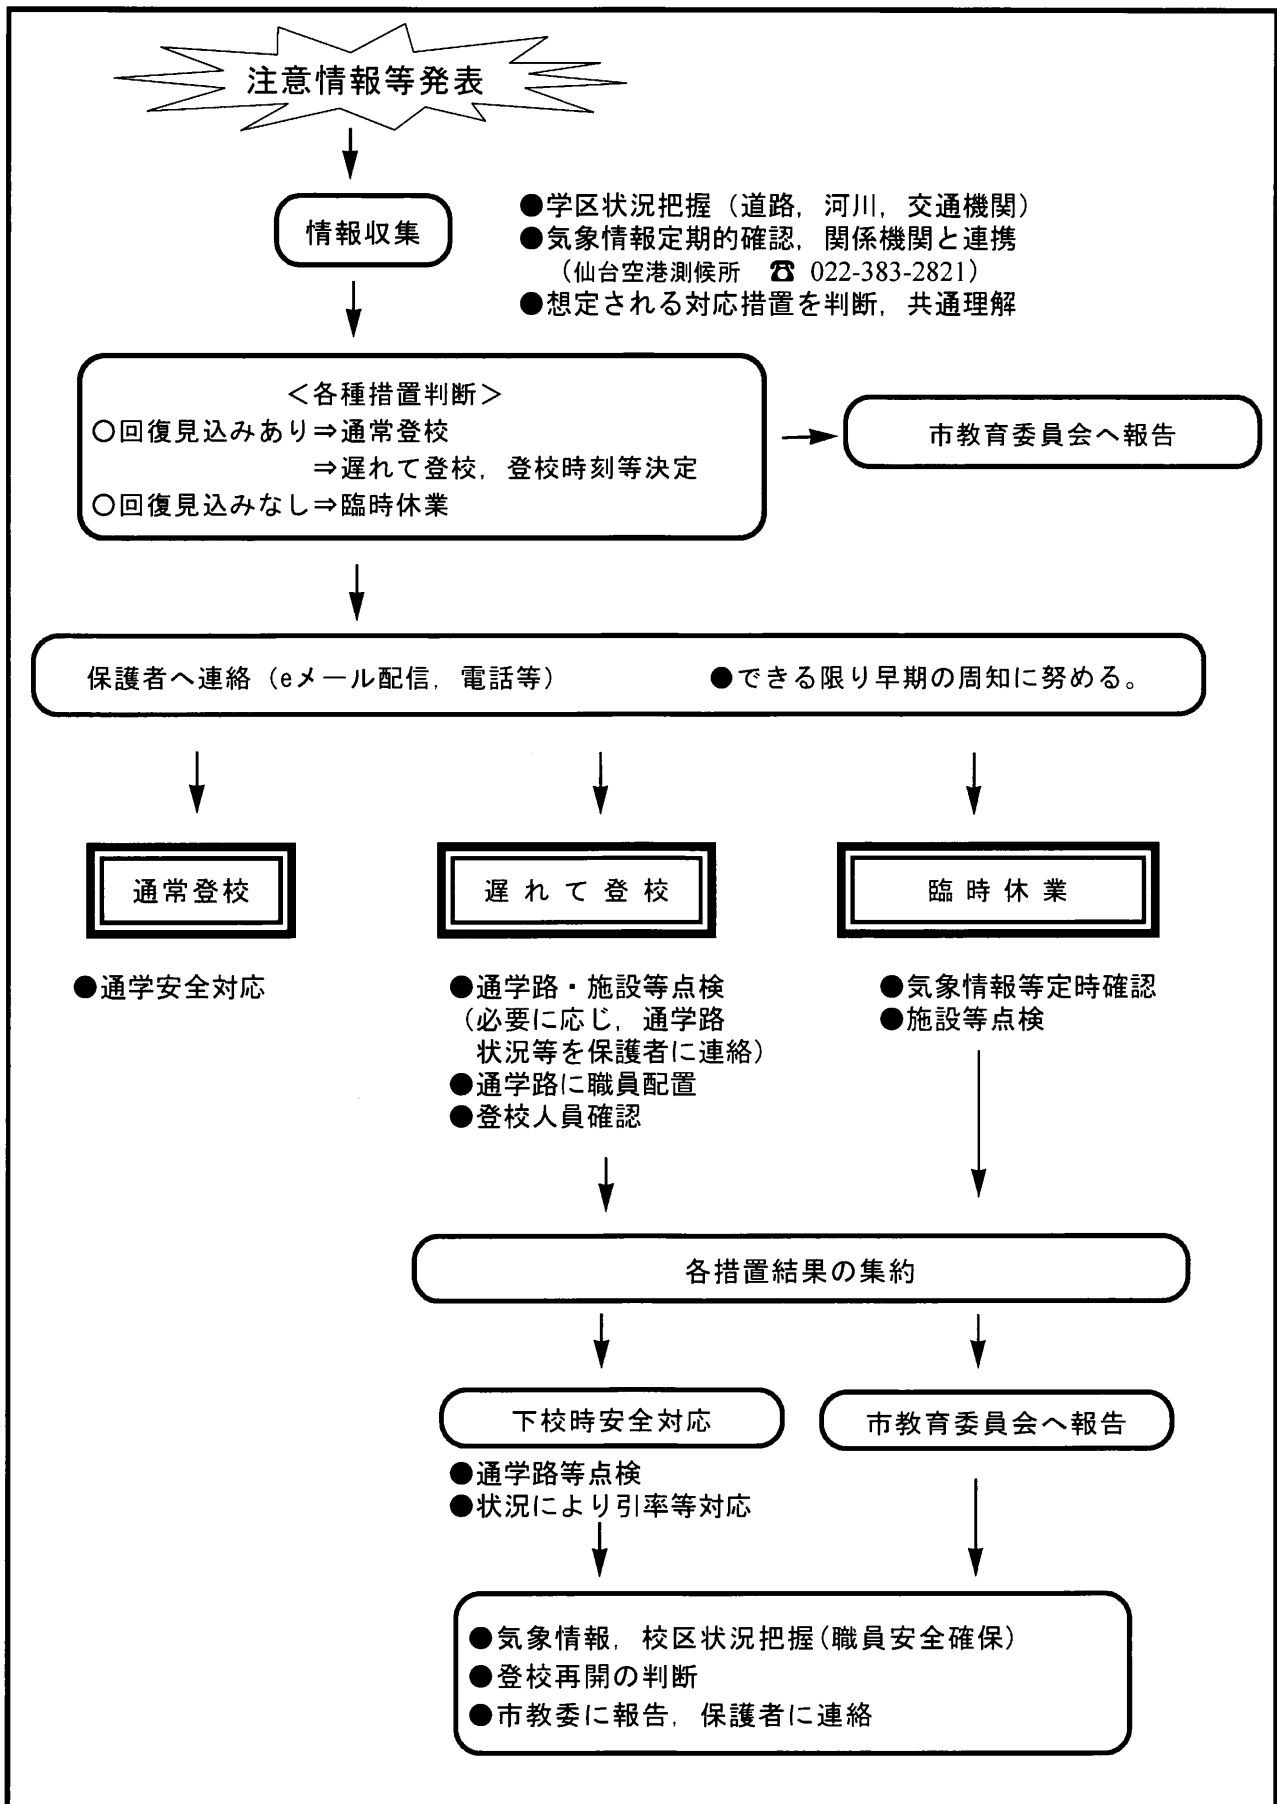 注意情報等発表
情報収集
●学区状況把握（道路，河川，交通機関）
●気象情報定期的確認，関係機関と連携
（仙台空港測候所　☎ 022-383-2821）
●想定される対応措置を判断，共通理解
＜各種措置判断＞
○回復見込みあり⇒通常登校
⇒遅れて登校，登校時刻等決定
○回復見込みなし⇒臨時休業
市教育委員会へ報告
保護者へ連絡（eメール配信，電話等）　●できる限り早期の周知に努める。
通常登校
●通学安全対応
遅れて登校
●通学路・施設等点検
（必要に応じ，通学路
状況等を保護者に連絡）
●通学路に職員配置
●登校人員確認
臨時休業
●気象情報等定時確認
●施設等点検
各措置結果の集約
下校時安全対応
●通学路等点検
●状況により引率等対応
市教育委員会へ報告
●気象情報，校区状況把握(職員安全確保)
●登校再開の判断
●市教委に報告，保護者に連絡